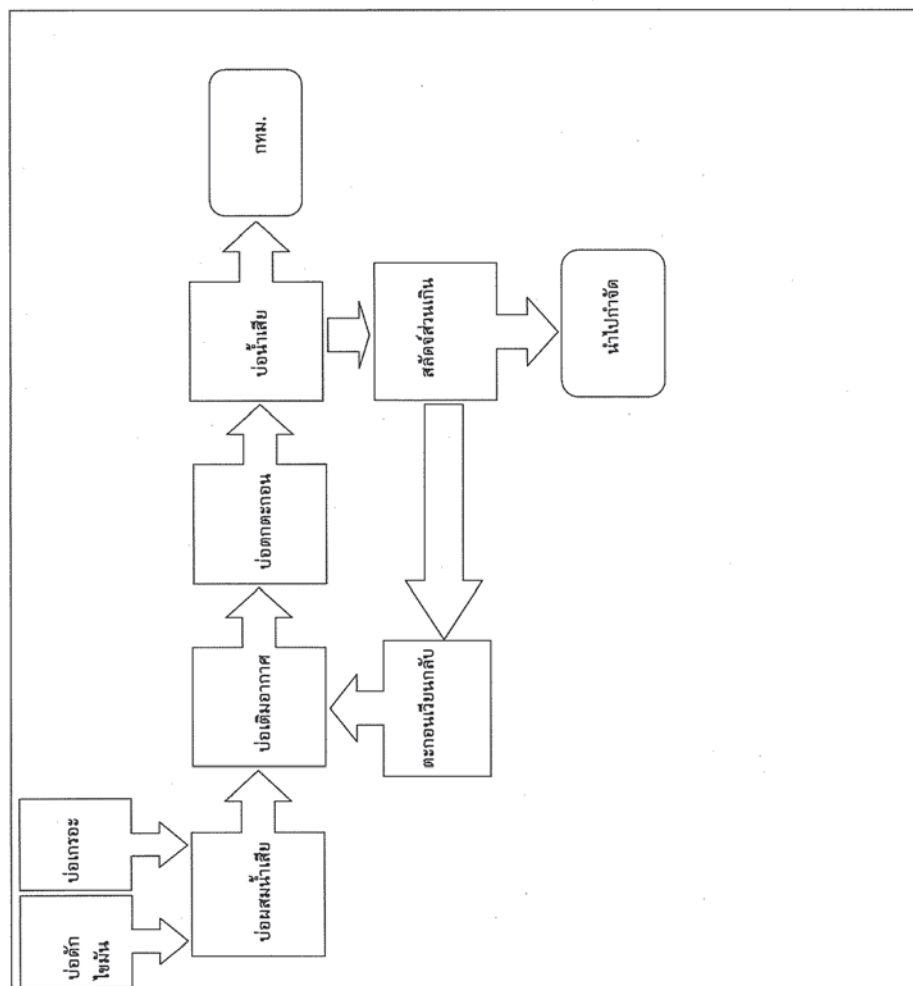 บ่อดัก
ไขมัน
บ่อเกรอะ
บ่อผสมน้ำเสีย
บ่อเติมอากาศ
บ่อตกตะกอน
บ่อน้ำเสีย
กทม.
ตะกอนเวียนกลับ
สลัดจ์ส่วนเกิน
นำไปกำจัด